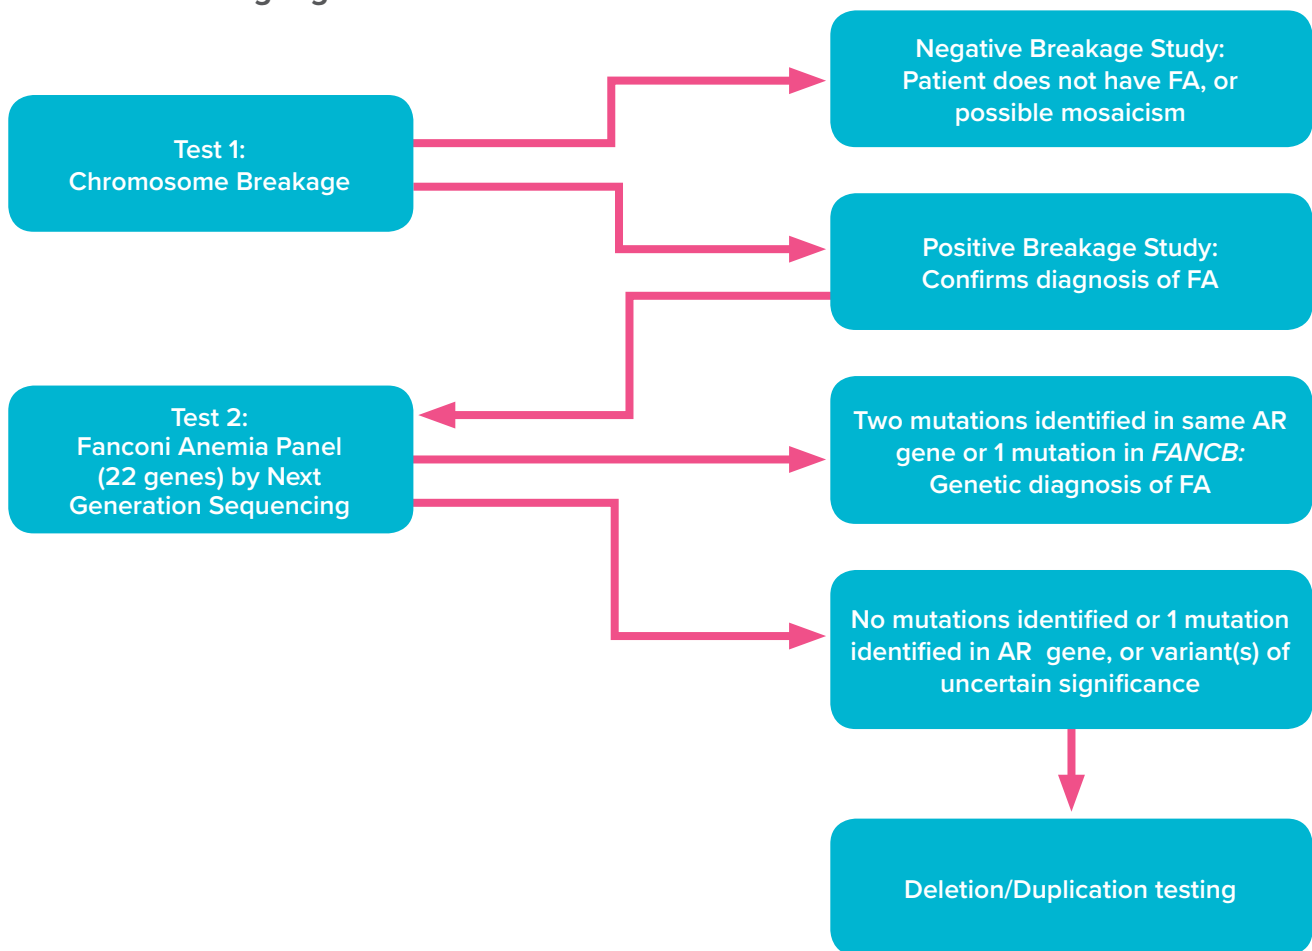 Negative Breakage Study:
Patient does not have FA, or
possible mosaicism
Test 1:
Chromosome Breakage
Positive Breakage Study:
Confirms diagnosis of FA
Test 2:
Fanconi Anemia Panel
(22 genes) by Next
Generation Sequencing
Two mutations identified in same AR
gene or 1 mutation in FANCB:
Genetic diagnosis of FA
No mutations identified or 1 mutation
identified in AR gene, or variant(s) of
uncertain significance
Deletion/Duplication testing